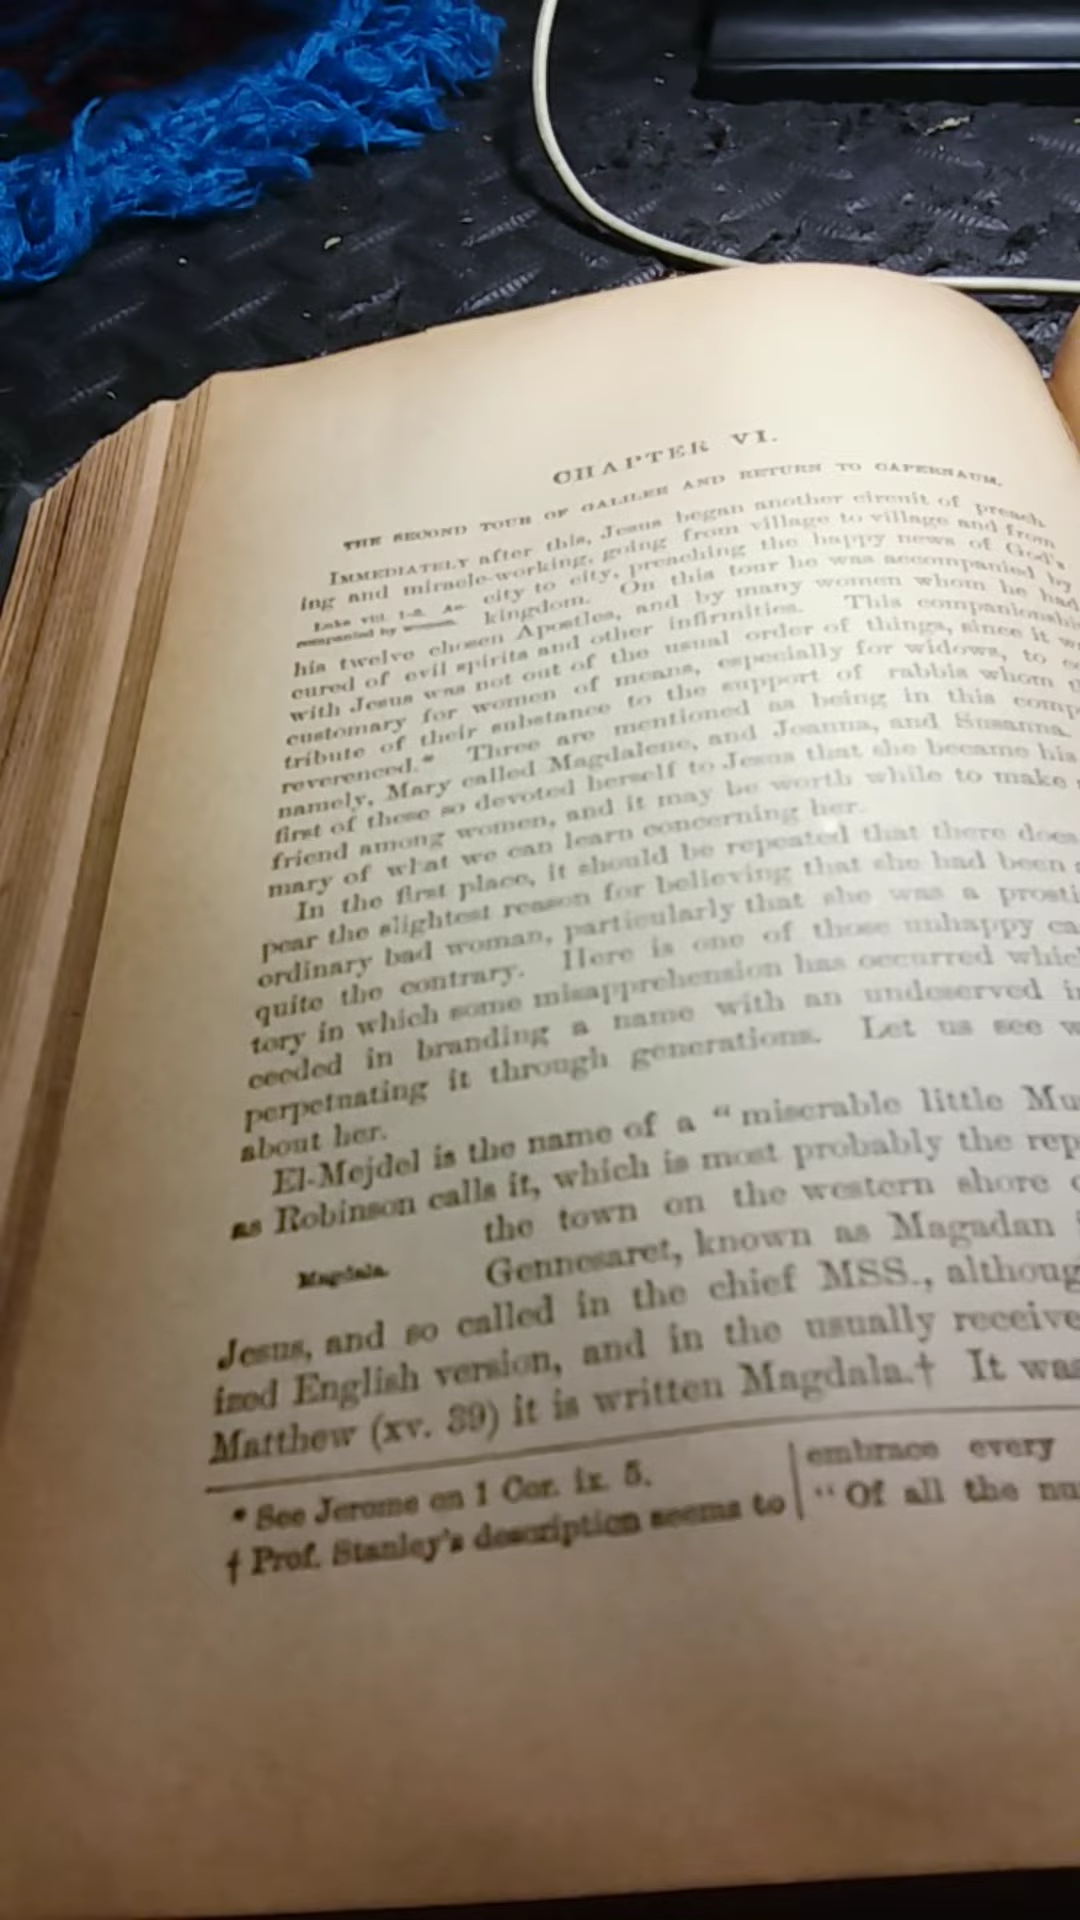 CHAPTER VI.
THE SECOND TOUR OF GALILEE AND RETURN TO CAPERNAUM.
IMMEDIATELY after this, Jesus began another circuit of preach
ing and miracle-working, going from village to village and from
Luke viii. 1-3. Ac- city to city, preaching the happy news of God's
companied by women. kingdom. On this tour he was accompanied by
his twelve chosen Apostles, and by many women whom he had
cured of evil spirits and other infirmities. This companionship
with Jesus was not out of the usual order of things, since it w
customary for women of means, especially for widows, to co
tribute of their substance to the support of rabbis whom t
reverenced.* Three are mentioned as being in this comp
namely, Mary called Magdalene, and Joanna, and Susanna.
first of these so devoted herself to Jesus that she became his
friend among women, and it may be worth while to make
mary of what we can learn concerning her.
In the first place, it should be repeated that there does
pear the slightest reason for believing that she had been
ordinary bad woman, particularly that she was a prosti
quite the contrary. Here is one of those unhappy ca
tory in which some misapprehension has occurred which
ceeded in branding a name with an undeserved i
perpetuating it through generations. Let us see w
about her.
El-Mejdel is the name of a "miserable little Mu
as Robinson calls it, which is most probably the rep
the town on the western shore
Magdala. Gennesaret, known as Magadan
Jesus, and so called in the chief MSS., althoug
ized English version, and in the usually receive
Matthew (xv. 39) it is written Magdala.† It was
* See Jerome on 1 Cor. ix. 5.
† Prof. Stanley's description seems to
embrace every
"Of all the nu